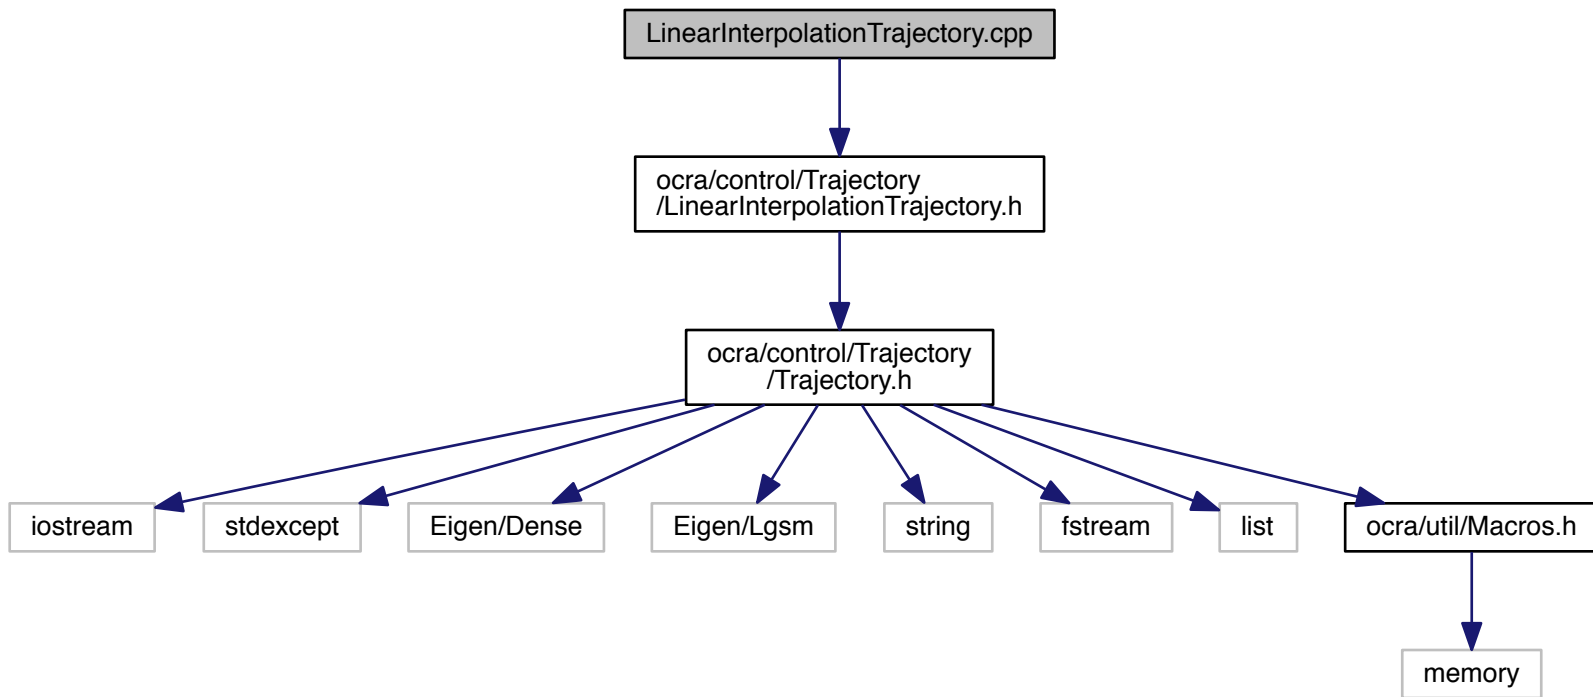 LinearInterpolationTrajectory.cpp
ocra/control/Trajectory
/LinearInterpolationTrajectory.h
ocra/control/Trajectory
/Trajectory.h
iostream
stdexcept
Eigen/Dense
Eigen/Lgsm
string
fstream
list
ocra/util/Macros.h
memory